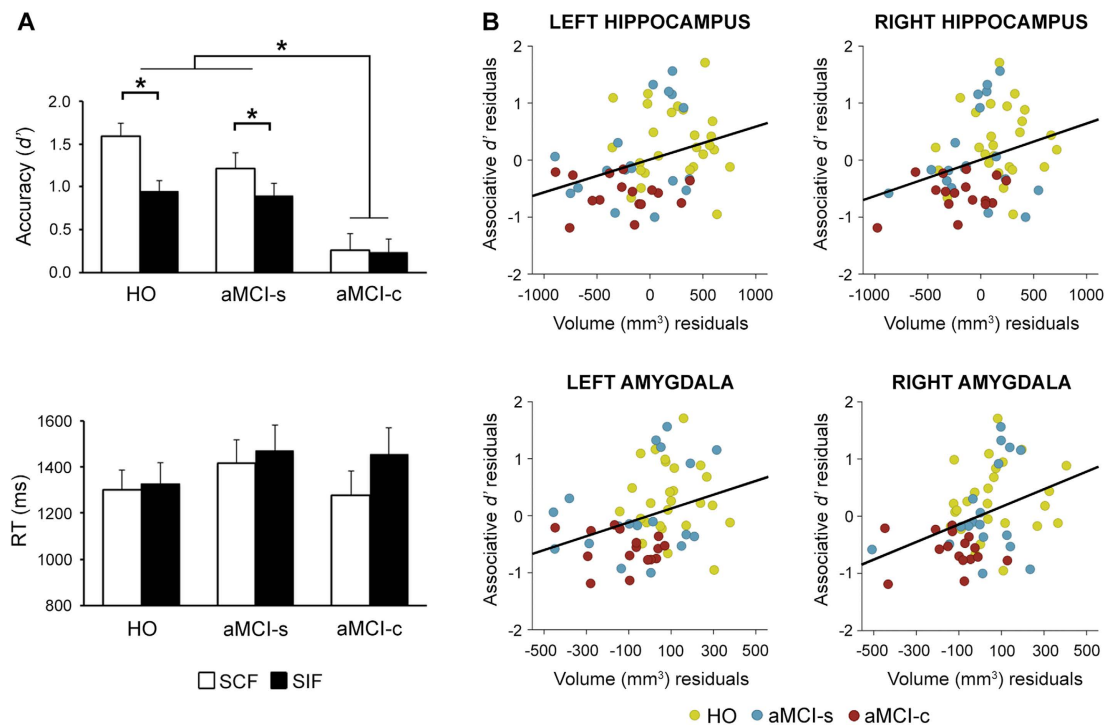 A
*
*
*
Accuracy (d')
2.0
1.5
1.0
0.5
0.0
HO
aMCI-s
aMCI-c
RT (ms)
1600
1400
1200
1000
800
HO
aMCI-s
aMCI-c
SCF
SIF
B
LEFT HIPPOCAMPUS
Associative d' residuals
2
1
0
-1
-2
-1000
-500
0
500
1000
Volume (mm³) residuals
RIGHT HIPPOCAMPUS
Associative d' residuals
2
1
0
-1
-2
-1000
-500
0
500
1000
Volume (mm³) residuals
LEFT AMYGDALA
Associative d' residuals
2
1
0
-1
-2
-500
-300
-100
100
300
500
Volume (mm³) residuals
RIGHT AMYGDALA
Associative d' residuals
2
1
0
-1
-2
-500
-300
-100
100
300
500
Volume (mm³) residuals
HO
aMCI-s
aMCI-c